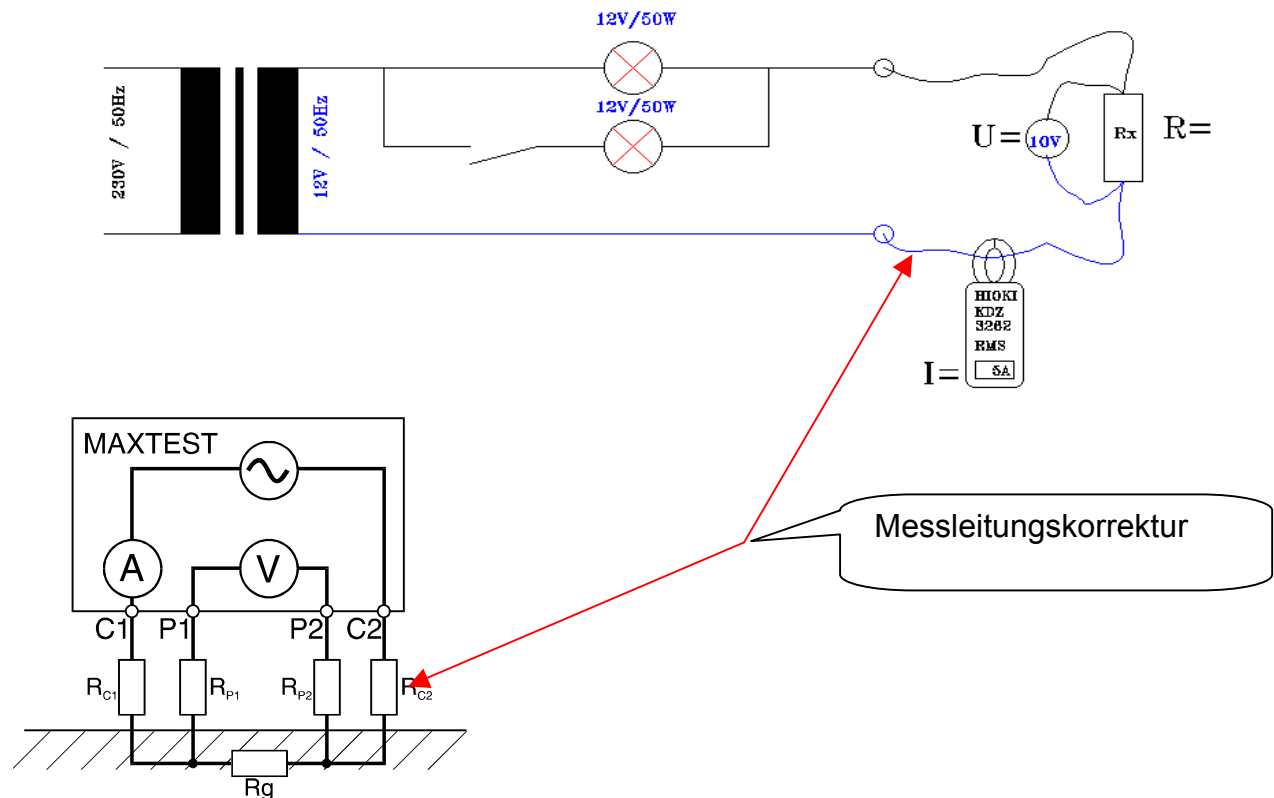 12V/50W
12V/50W
230V / 50Hz
12V / 50Hz
U=
10V
Rx
R=
HIOKI
KDZ
3262
RMS
5A
I=
MAXTEST
A
V
C1
P1
P2
C2
Messleitungskorrektur
RC1
RP1
RP2
RC2
Rg